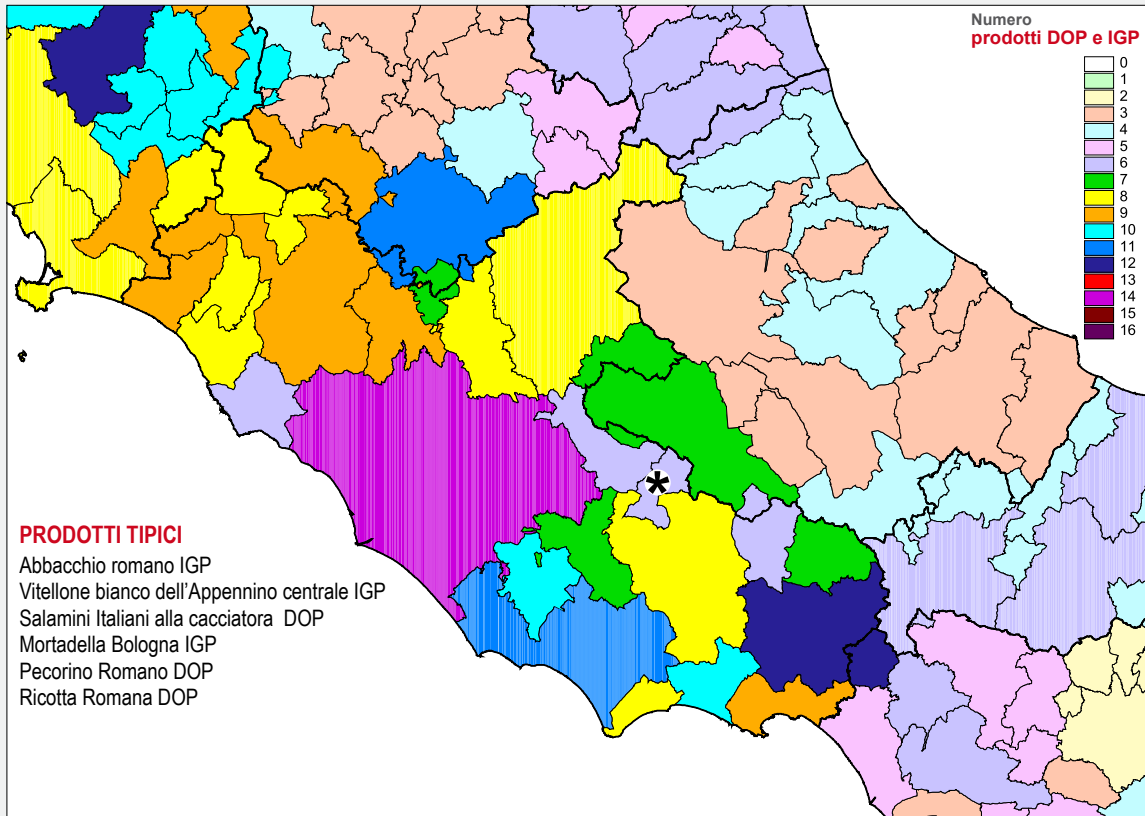 Numero
prodotti DOP e IGP
0
1
2
3
4
5
6
7
8
9
10
11
12
13
14
15
16
*
PRODOTTI TIPICI
Abbacchio romano IGP
Vitellone bianco dell'Appennino centrale IGP
Salamini Italiani alla cacciatora DOP
Mortadella Bologna IGP
Pecorino Romano DOP
Ricotta Romana DOP